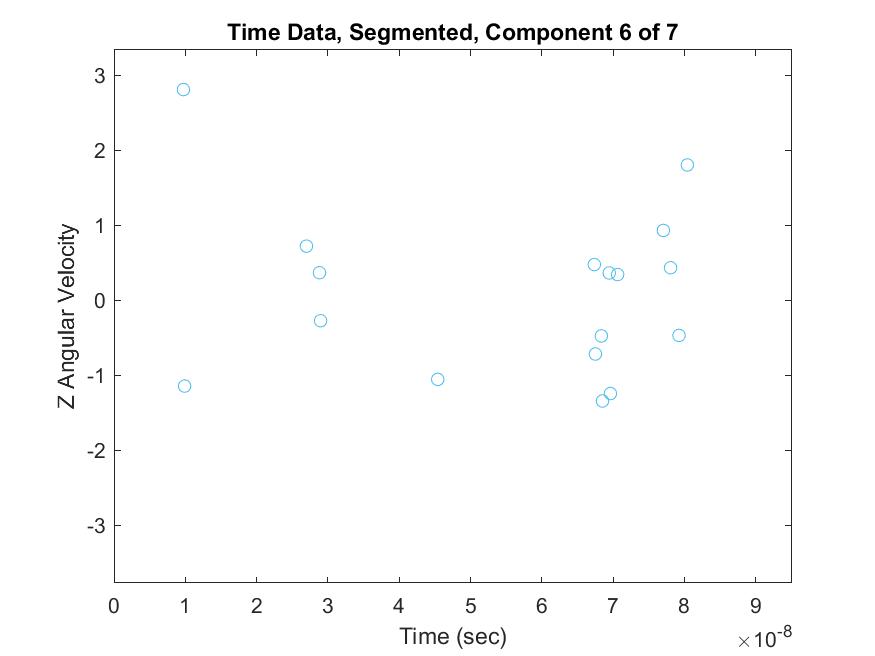 Time Data, Segmented, Component 6 of 7
3
2
1
0
-1
-2
-3
Z Angular Velocity
0 1 2 3 4 5 6 7 8 9
Time (sec)
×10-8